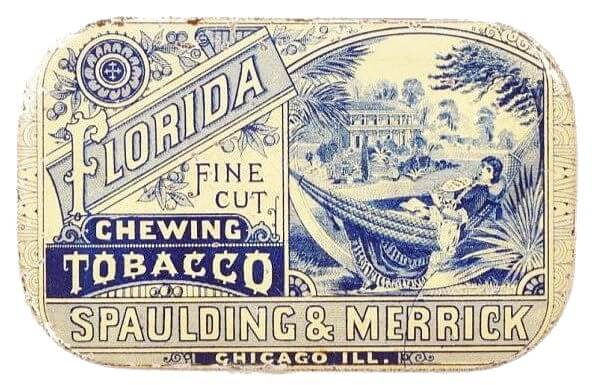 FLORIDA
FINE
CUT
CHEWING
TOBACCO
SPAULDING & MERRICK
CHICAGO ILL.